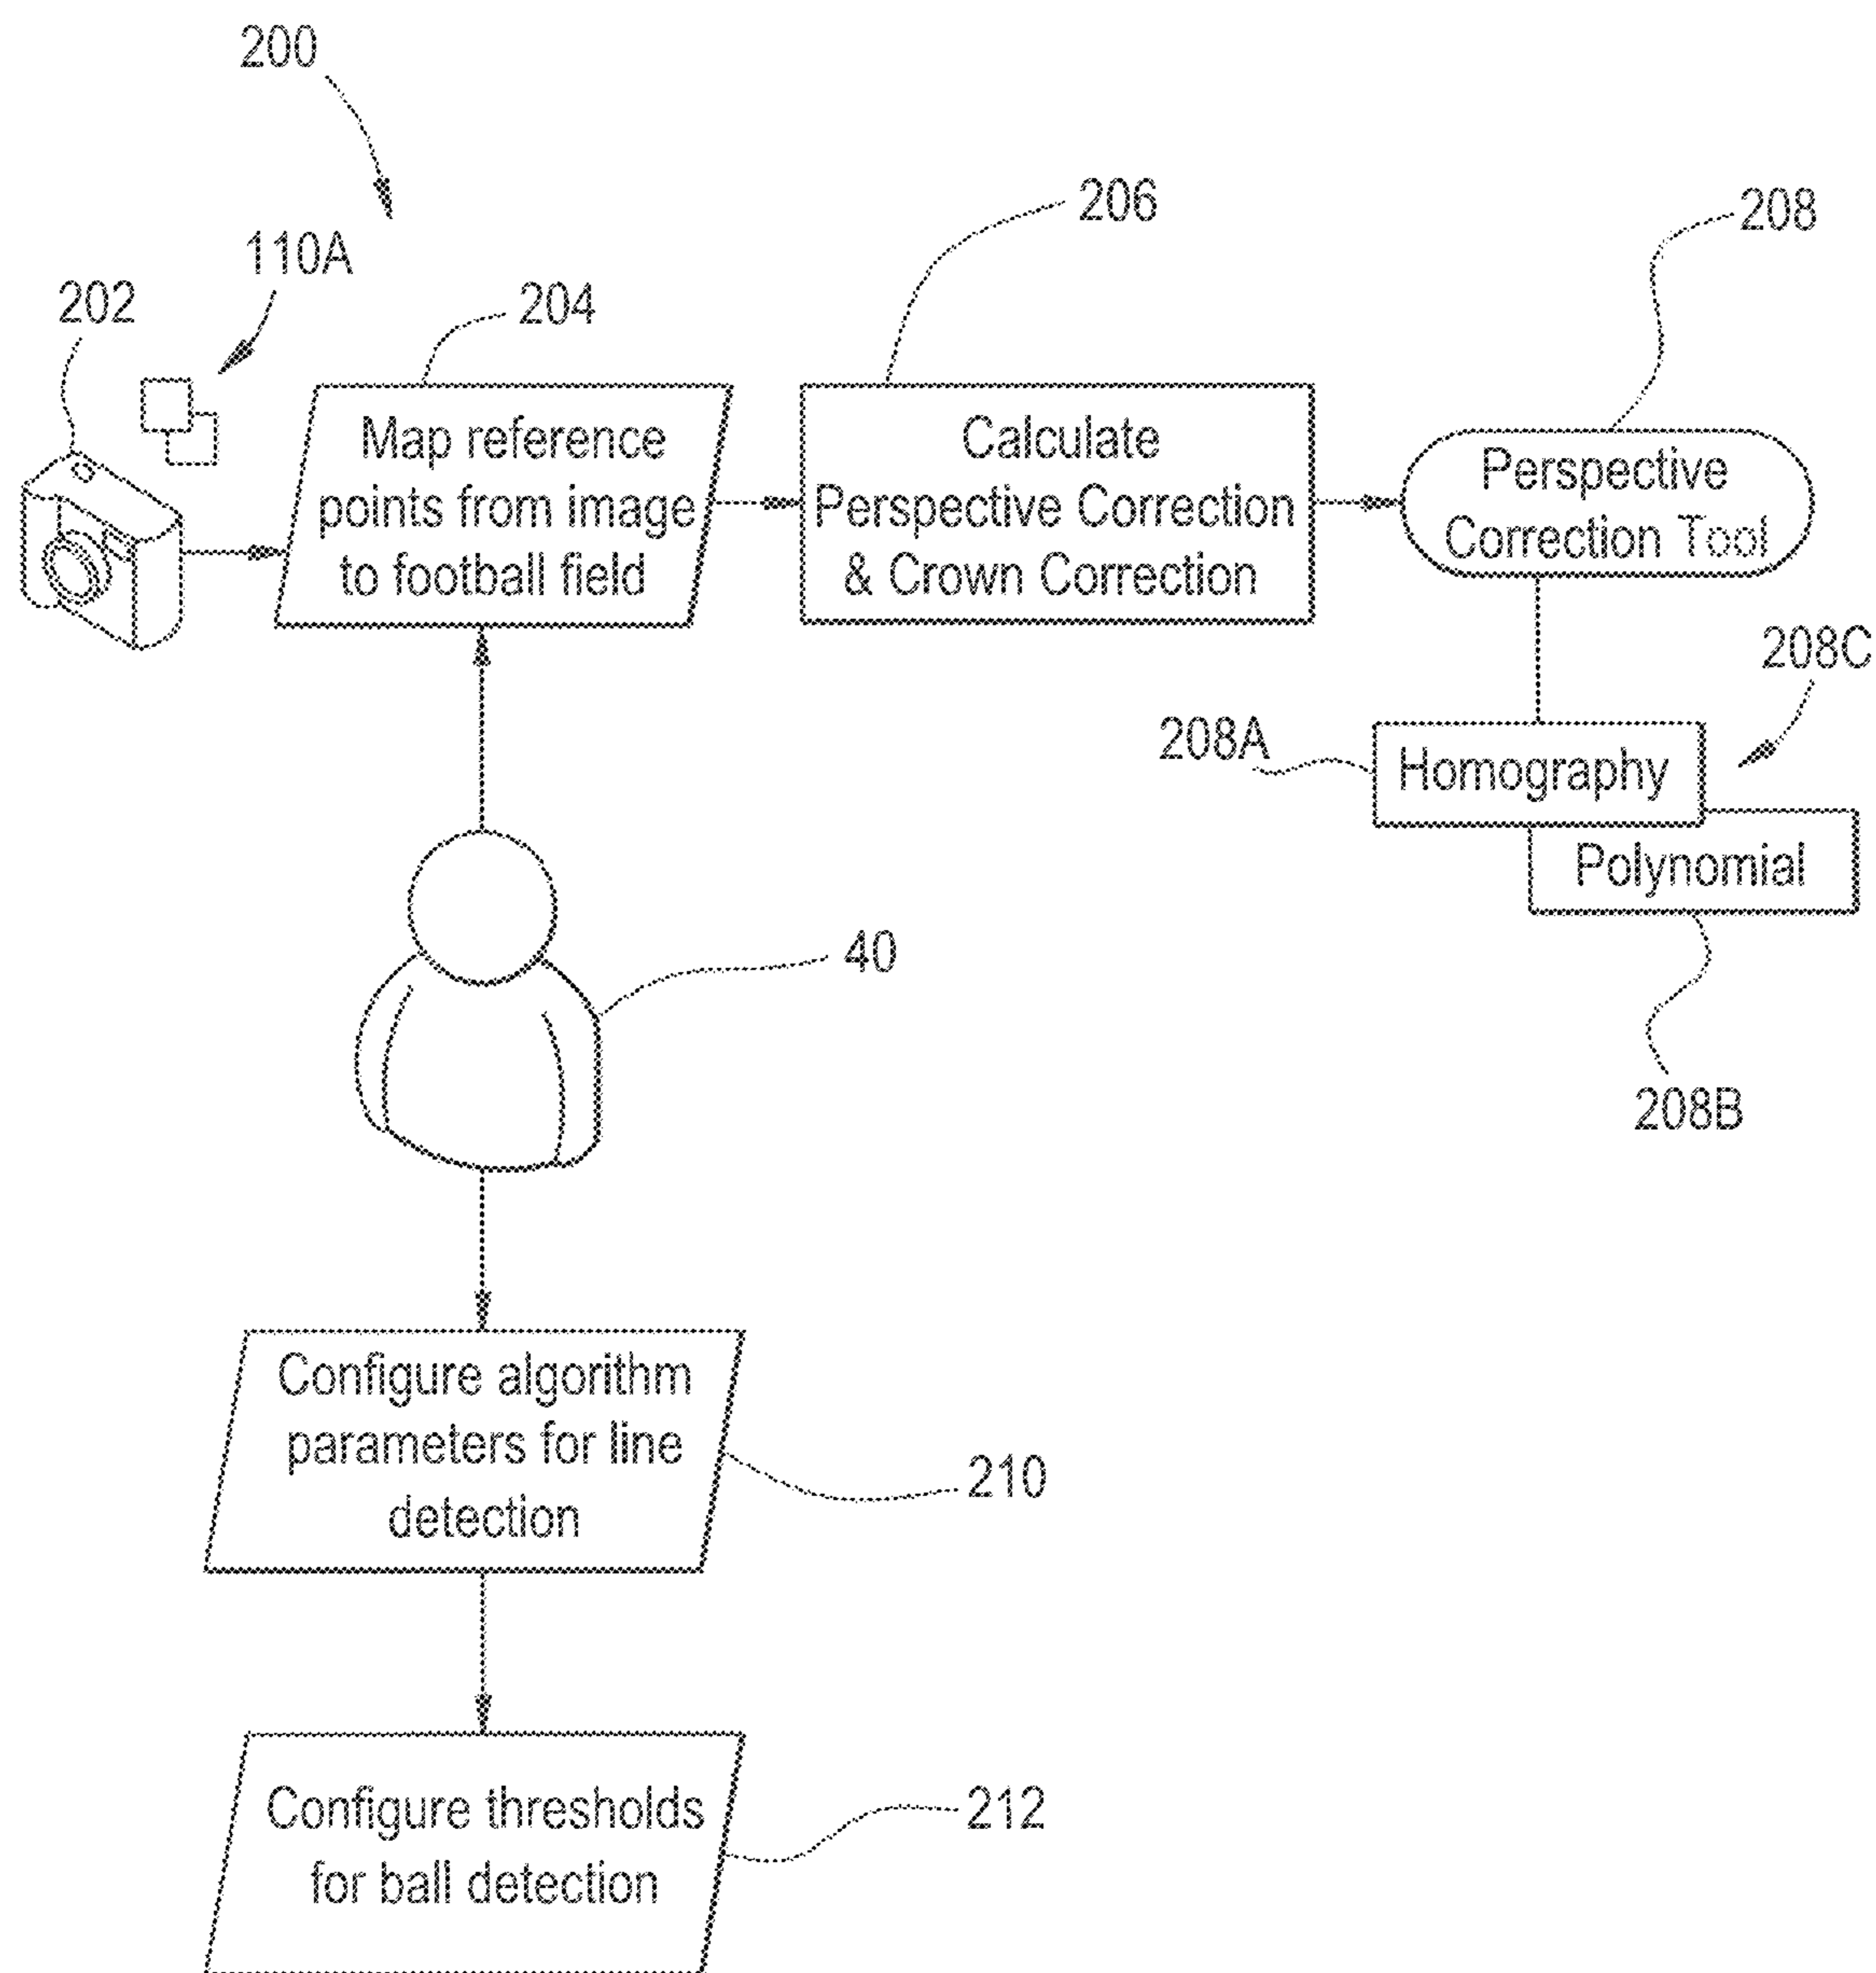 200
110A
202
204
206
208
Map reference
points from image
to football field
Calculate
Perspective Correction
& Crown Correction
Perspective
Correction Tool
208C
208A
Homography
Polynomial
208B
40
Configure algorithm
parameters for line
detection
210
Configure thresholds
for ball detection
212